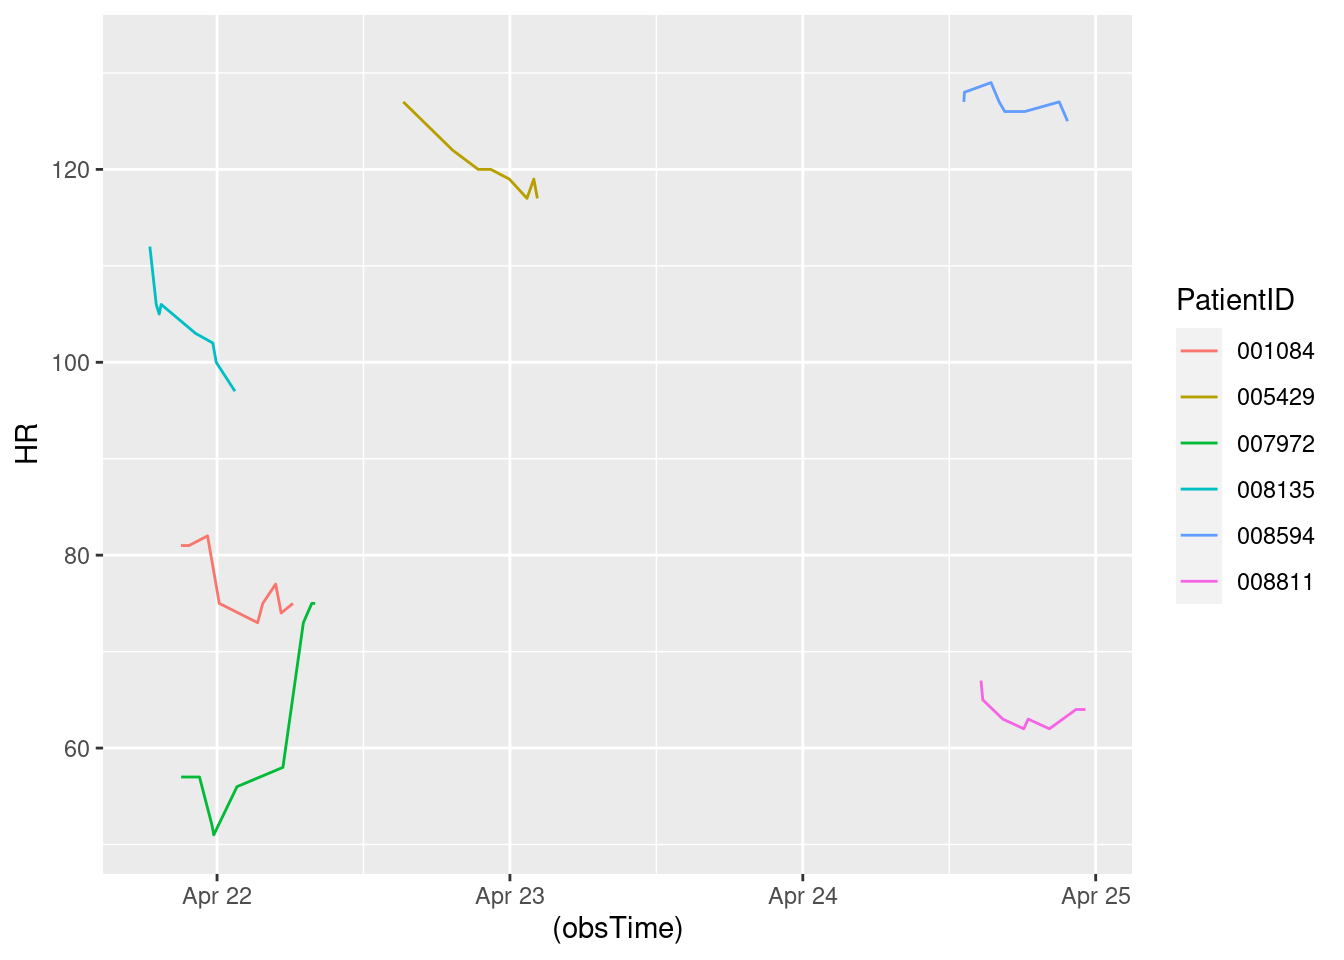 120
100
80
60
HR
Apr 22
Apr 23
Apr 24
Apr 25
(obsTime)
PatientID
001084
005429
007972
008135
008594
008811